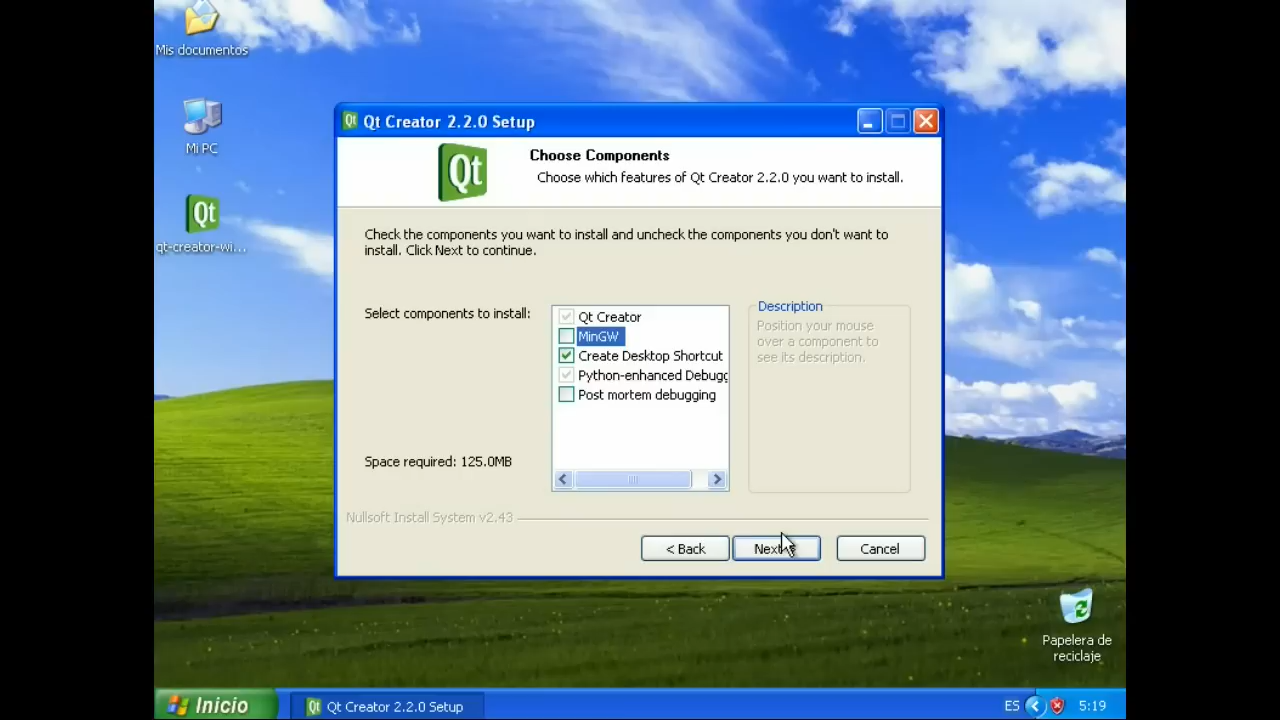 Mis documentos
Mi PC
qt-creator-wi...
Qt Creator 2.2.0 Setup
Qt
Choose Components
Choose which features of Qt Creator 2.2.0 you want to install.
Check the components you want to install and uncheck the components you don't want to
install. Click Next to continue.
Select components to install:
Qt Creator
MinGW
Create Desktop Shortcut
Python-enhanced Debugg
Post mortem debugging
Description
Position your mouse
over a component to
see its description.
Space required: 125.0MB
Nullsoft Install System v2.43
< Back
Next
Cancel
Papelera de
reciclaje
Inicio
Qt Creator 2.2.0 Setup
ES
5:19